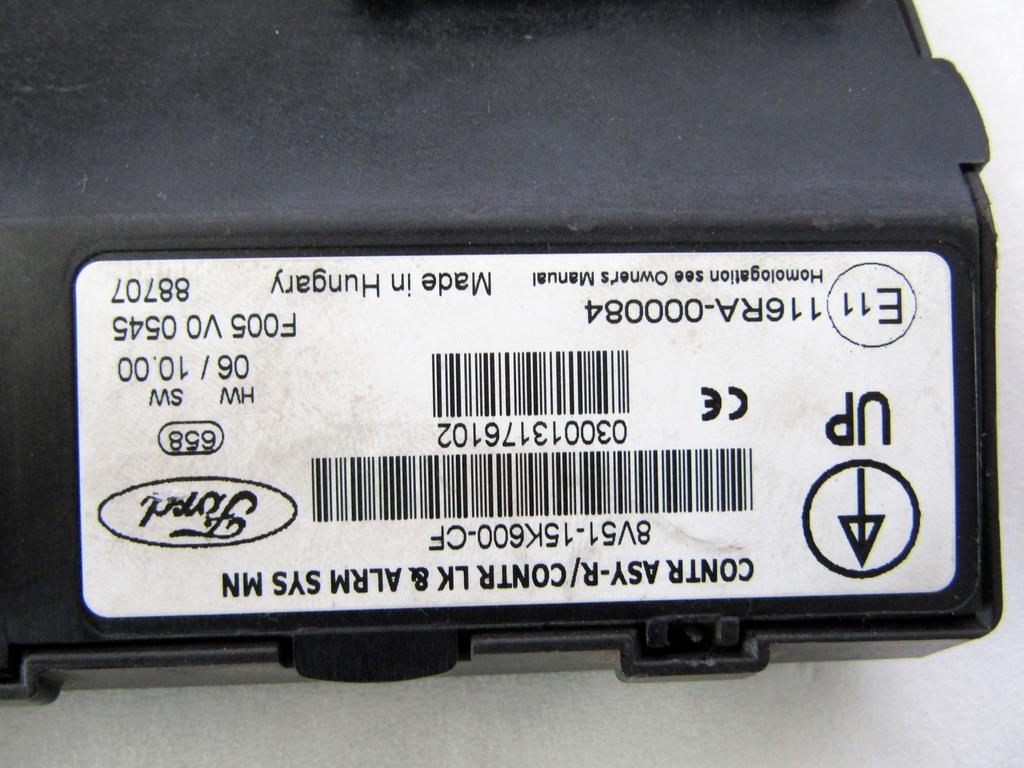 CONTR ASY-R/CONTR LK & ALRM SYS MN
8V51-15K600-CF
Ford
UP
030013176102
658
CE
HW SW
06 / 10.00
E11
116RA-000084
F005 V0 0545
Homologation see Owner's Manual
Made in Hungary
88707